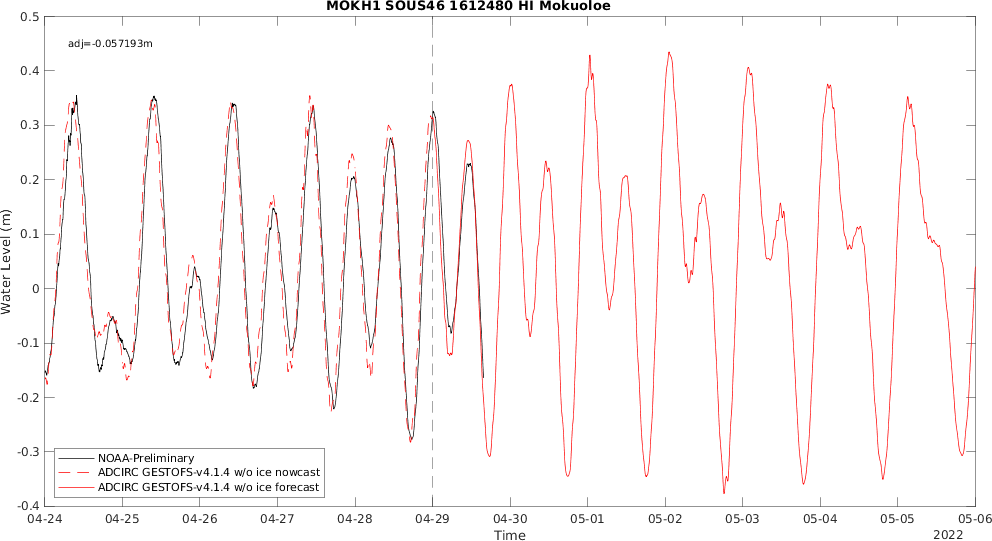 MOKH1 SOUS46 1612480 HI Mokuoloe
adj=-0.057193m
Water Level (m)
0.5
0.4
0.3
0.2
0.1
0
-0.1
-0.2
-0.3
-0.4
NOAA-Preliminary
ADCIRC GESTOFS-v4.1.4 w/o ice nowcast
ADCIRC GESTOFS-v4.1.4 w/o ice forecast
04-24 04-25 04-26 04-27 04-28 04-29 04-30 05-01 05-02 05-03 05-04 05-05 05-06
Time
2022